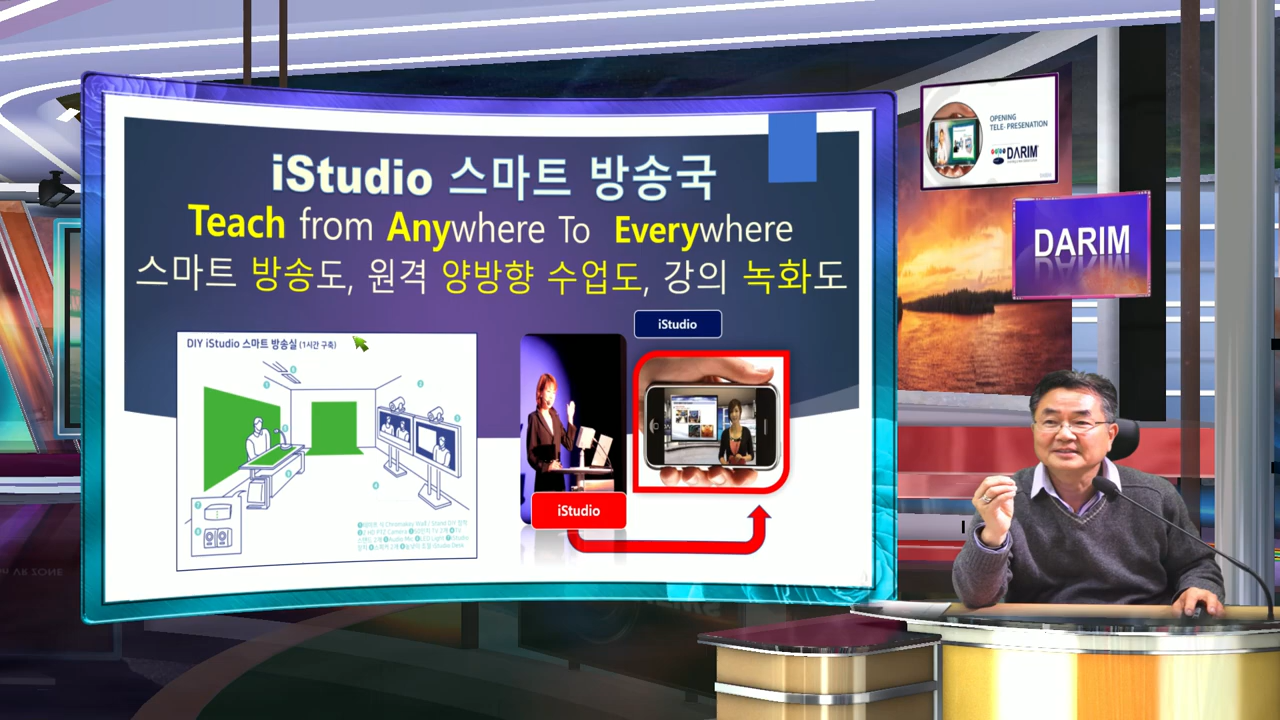 iStudio 스마트 방송국
Teach from Anywhere To Everywhere
스마트 방송도, 원격 양방향 수업도, 강의 녹화도
DIY iStudio 스마트 방송실 (1시간 구축)
iStudio
iStudio
OPENING
TELE- PRESENATION
DARIM
DARIM